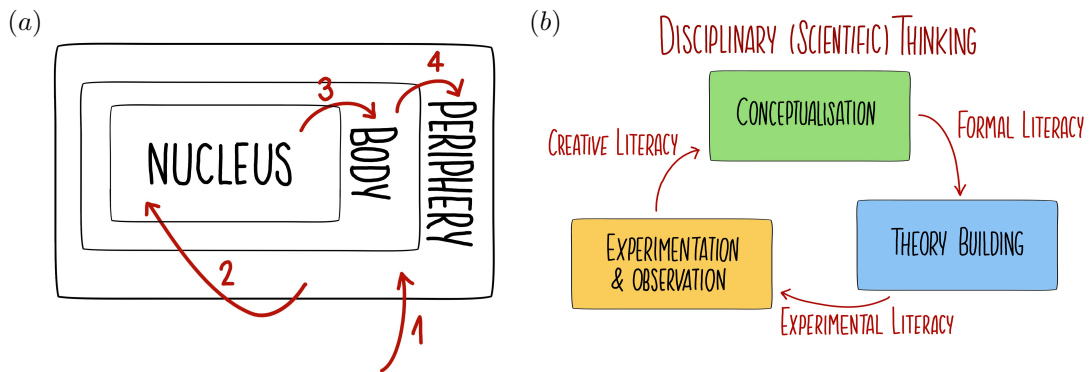 (a)
NUCLEUS
BODY
PERIPHERY
1
2
3
4
(b)
DISCIPLINARY (SCIENTIFIC) THINKING
CONCEPTUALISATION
FORMAL LITERACY
THEORY BUILDING
EXPERIMENTAL LITERACY
EXPERIMENTATION
& OBSERVATION
CREATIVE LITERACY